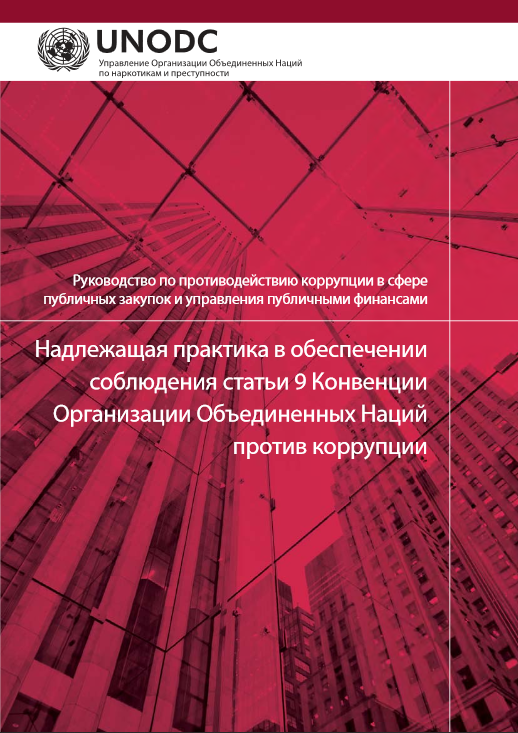 UNODC
Управление Организации Объединенных Наций
по наркотикам и преступности
Руководство по противодействию коррупции в сфере
публичных закупок и управления публичными финансами
Надлежащая практика в обеспечении
соблюдения статьи 9 Конвенции
Организации Объединенных Наций
против коррупции